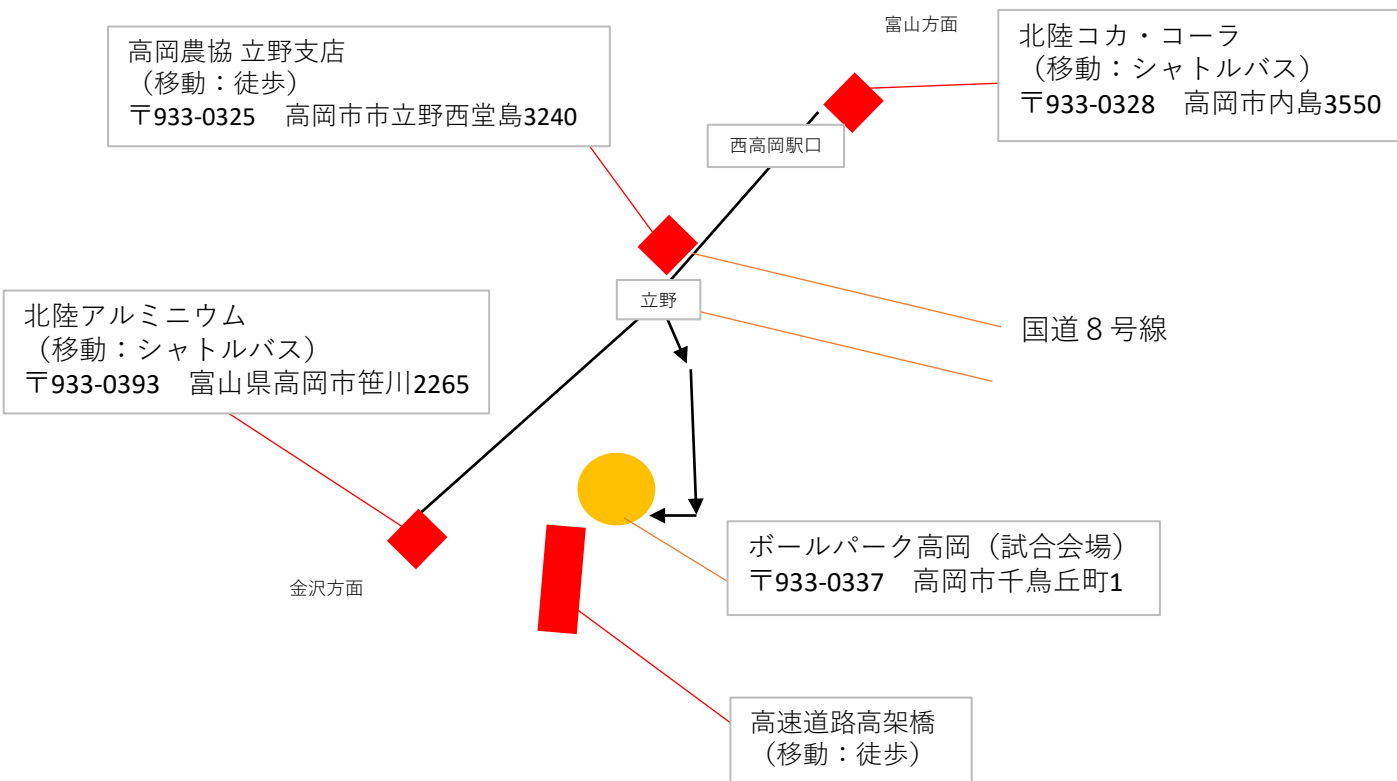 富山方面
高岡農協 立野支店
（移動：徒歩）
〒933-0325　高岡市市立野西堂島3240
北陸コカ・コーラ
（移動：シャトルバス）
〒933-0328　高岡市内島3550
西高岡駅口
立野
国道８号線
北陸アルミニウム
（移動：シャトルバス）
〒933-0393　富山県高岡市笹川2265
金沢方面
ボールパーク高岡（試合会場）
〒933-0337　高岡市千鳥丘町1
高速道路高架橋
（移動：徒歩）